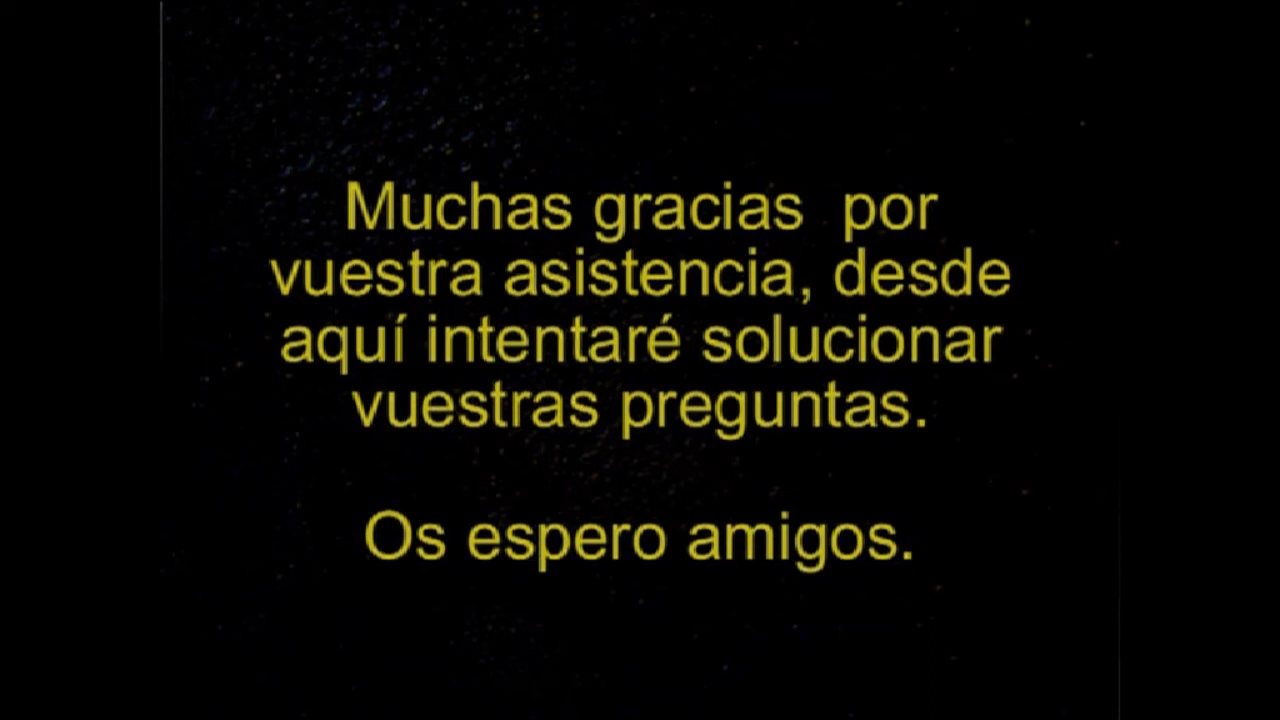 Muchas gracias  por
vuestra asistencia, desde
aquí intentaré solucionar
vuestras preguntas.
Os espero amigos.